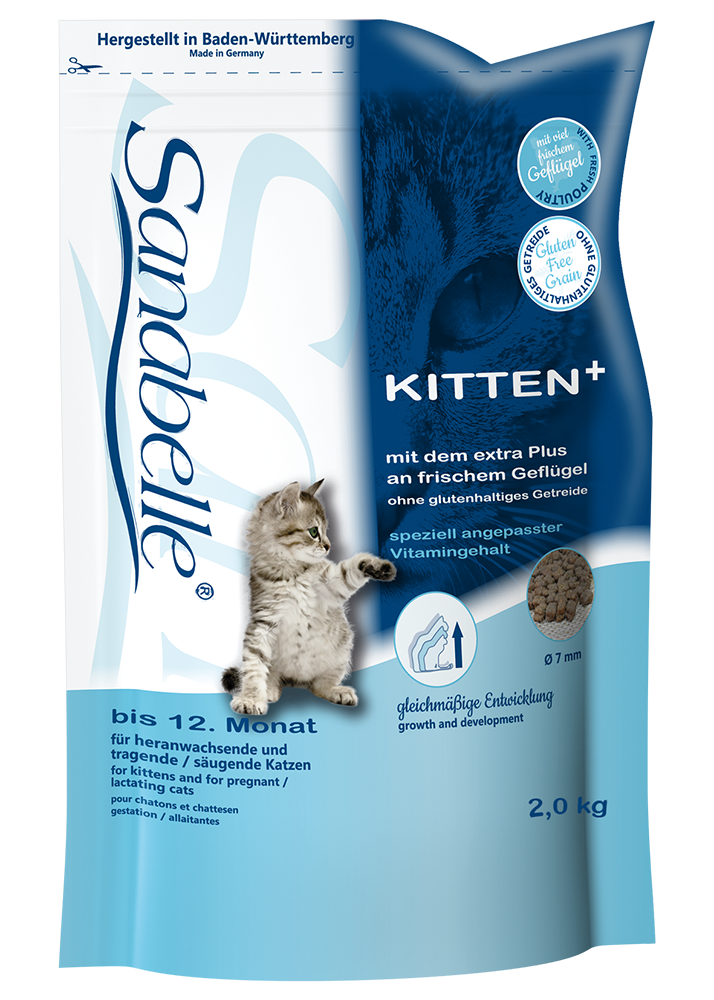 Hergestellt in Baden-Württemberg
Made in Germany
Sanabelle®
mit viel
frischem
Geflügel
WITH FRESH POULTRY
OHNE GLUTENHALTIGES GETREIDE
Gluten
Free
Grain
KITTEN+
mit dem extra Plus
an frischem Geflügel
ohne glutenhaltiges Getreide
speziell angepasster
Vitamingehalt
Ø 7 mm
gleichmäßige Entwicklung
growth and development
bis 12. Monat
für heranwachsende und
tragende / säugende Katzen
for kittens and for pregnant /
lactating cats
pour chatons et chattesen
gestation / allaitantes
2,0 kg